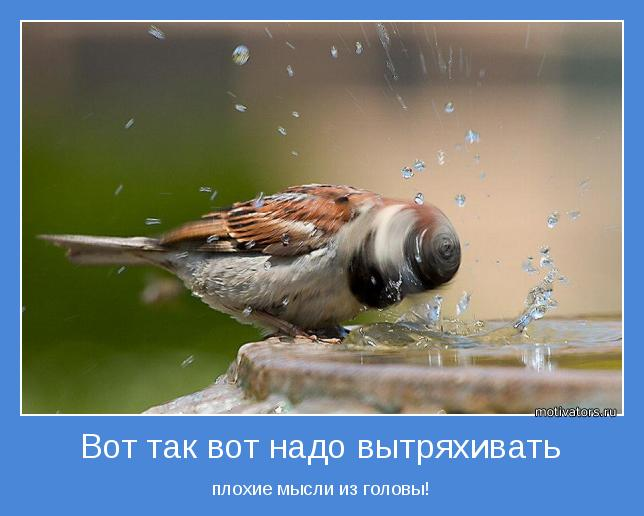 motivators.ru
Вот так вот надо вытряхивать
плохие мысли из головы!